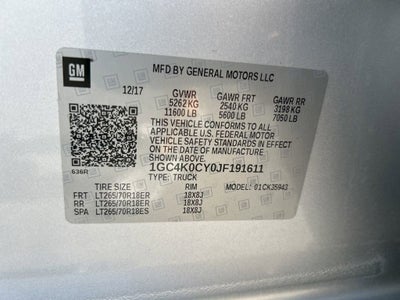 GM
MFD BY GENERAL MOTORS LLC
12/17 GVWR GAWR FRT GAWR RR
5262 KG 2540 KG 3198 KG
11600 LB 5600 LB 7050 LB
THIS VEHICLE CONFORMS TO ALL
APPLICABLE U.S. FEDERAL MOTOR
VEHICLE SAFETY STANDARDS IN EFFECT
ON THE DATE OF MANUFACTURE
SHOWN ABOVE.
1GC4K0CY0JF191611
636R TYPE: TRUCK
TIRE SIZE RIM MODEL: 01CK35943
FRT LT265/70R18ER 18X8J
RR LT265/70R18ER 18X8J
SPA LT265/70R18ES 18X8J